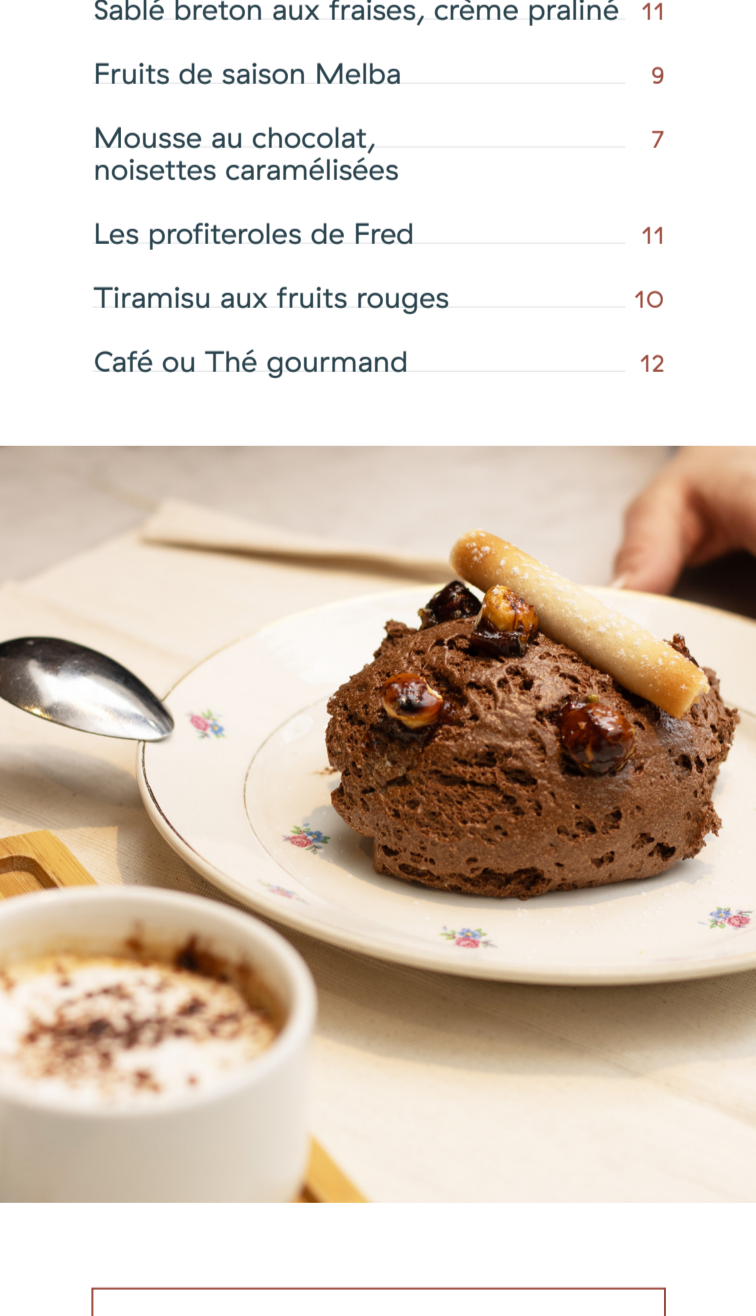 Sablé breton aux fraises, crème praliné 11
Fruits de saison Melba 9
Mousse au chocolat, 7
noisettes caramélisées
Les profiteroles de Fred 11
Tiramisu aux fruits rouges 10
Café ou Thé gourmand 12